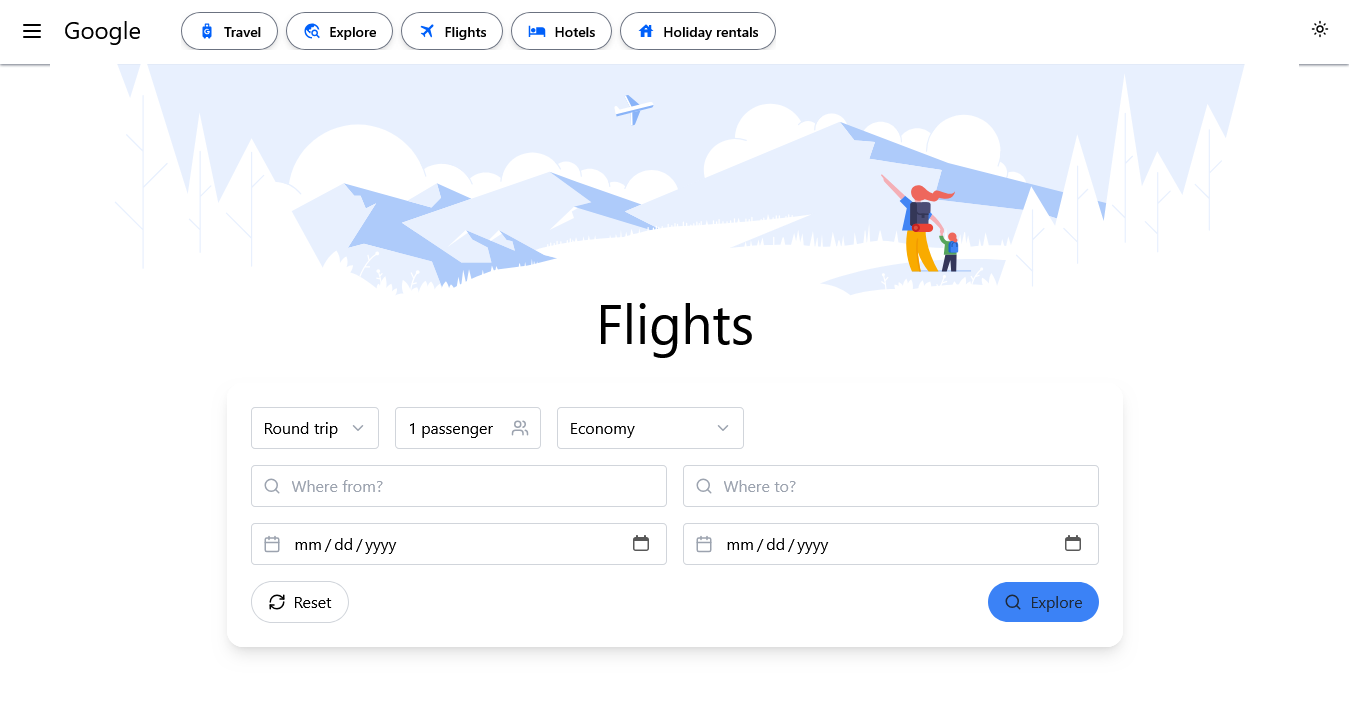 Google Travel Explore Flights Hotels Holiday rentals
Flights
Round trip 1 passenger Economy
Where from? Where to?
mm/dd/yyyy mm/dd/yyyy
Reset Explore